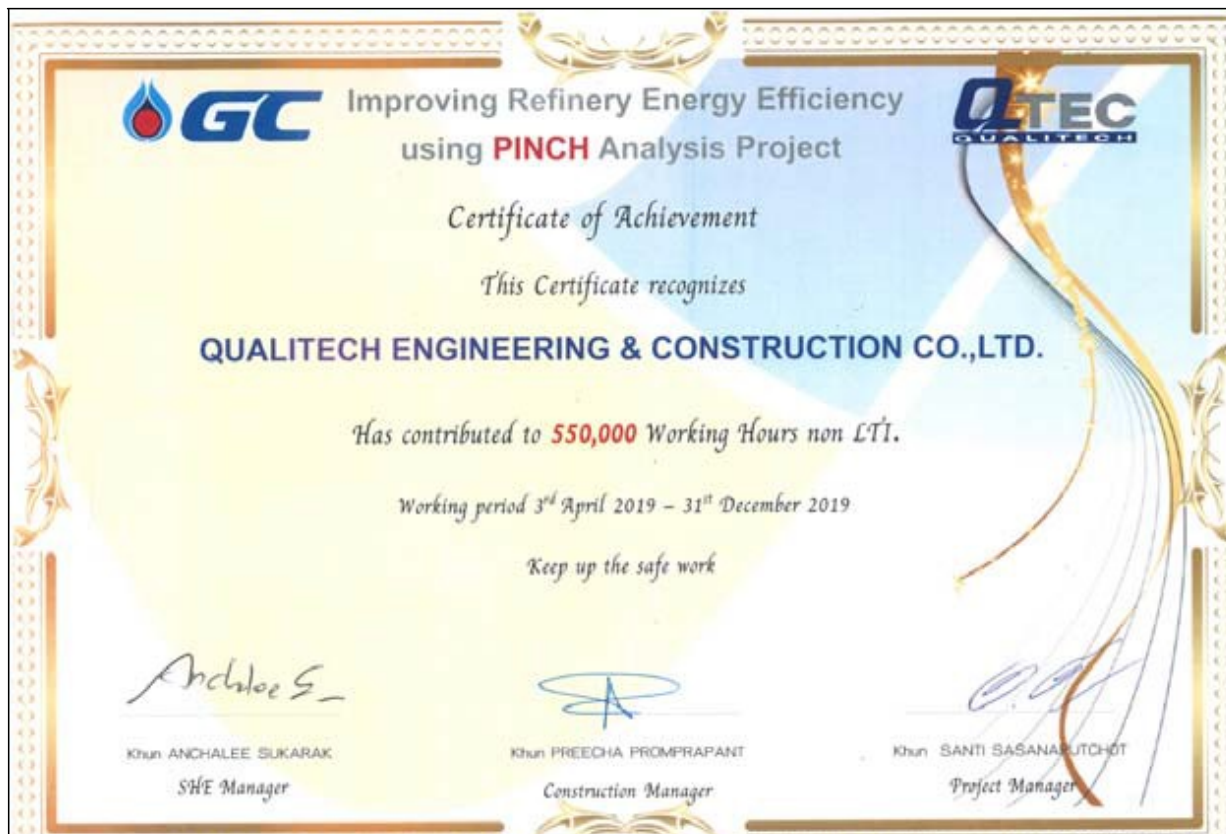 GC
Improving Refinery Energy Efficiency
using PINCH Analysis Project
QTEC
QUALITECH
Certificate of Achievement
This Certificate recognizes
QUALITECH ENGINEERING & CONSTRUCTION CO.,LTD.
Has contributed to 550,000 Working Hours non LTI.
Working period 3rd April 2019 – 31st December 2019
Keep up the safe work
Khun ANCHALEE SUKARAK
SHE Manager
Khun PREECHA PROMPRAPANT
Construction Manager
Khun SANTI SASANAPUTCHOT
Project Manager